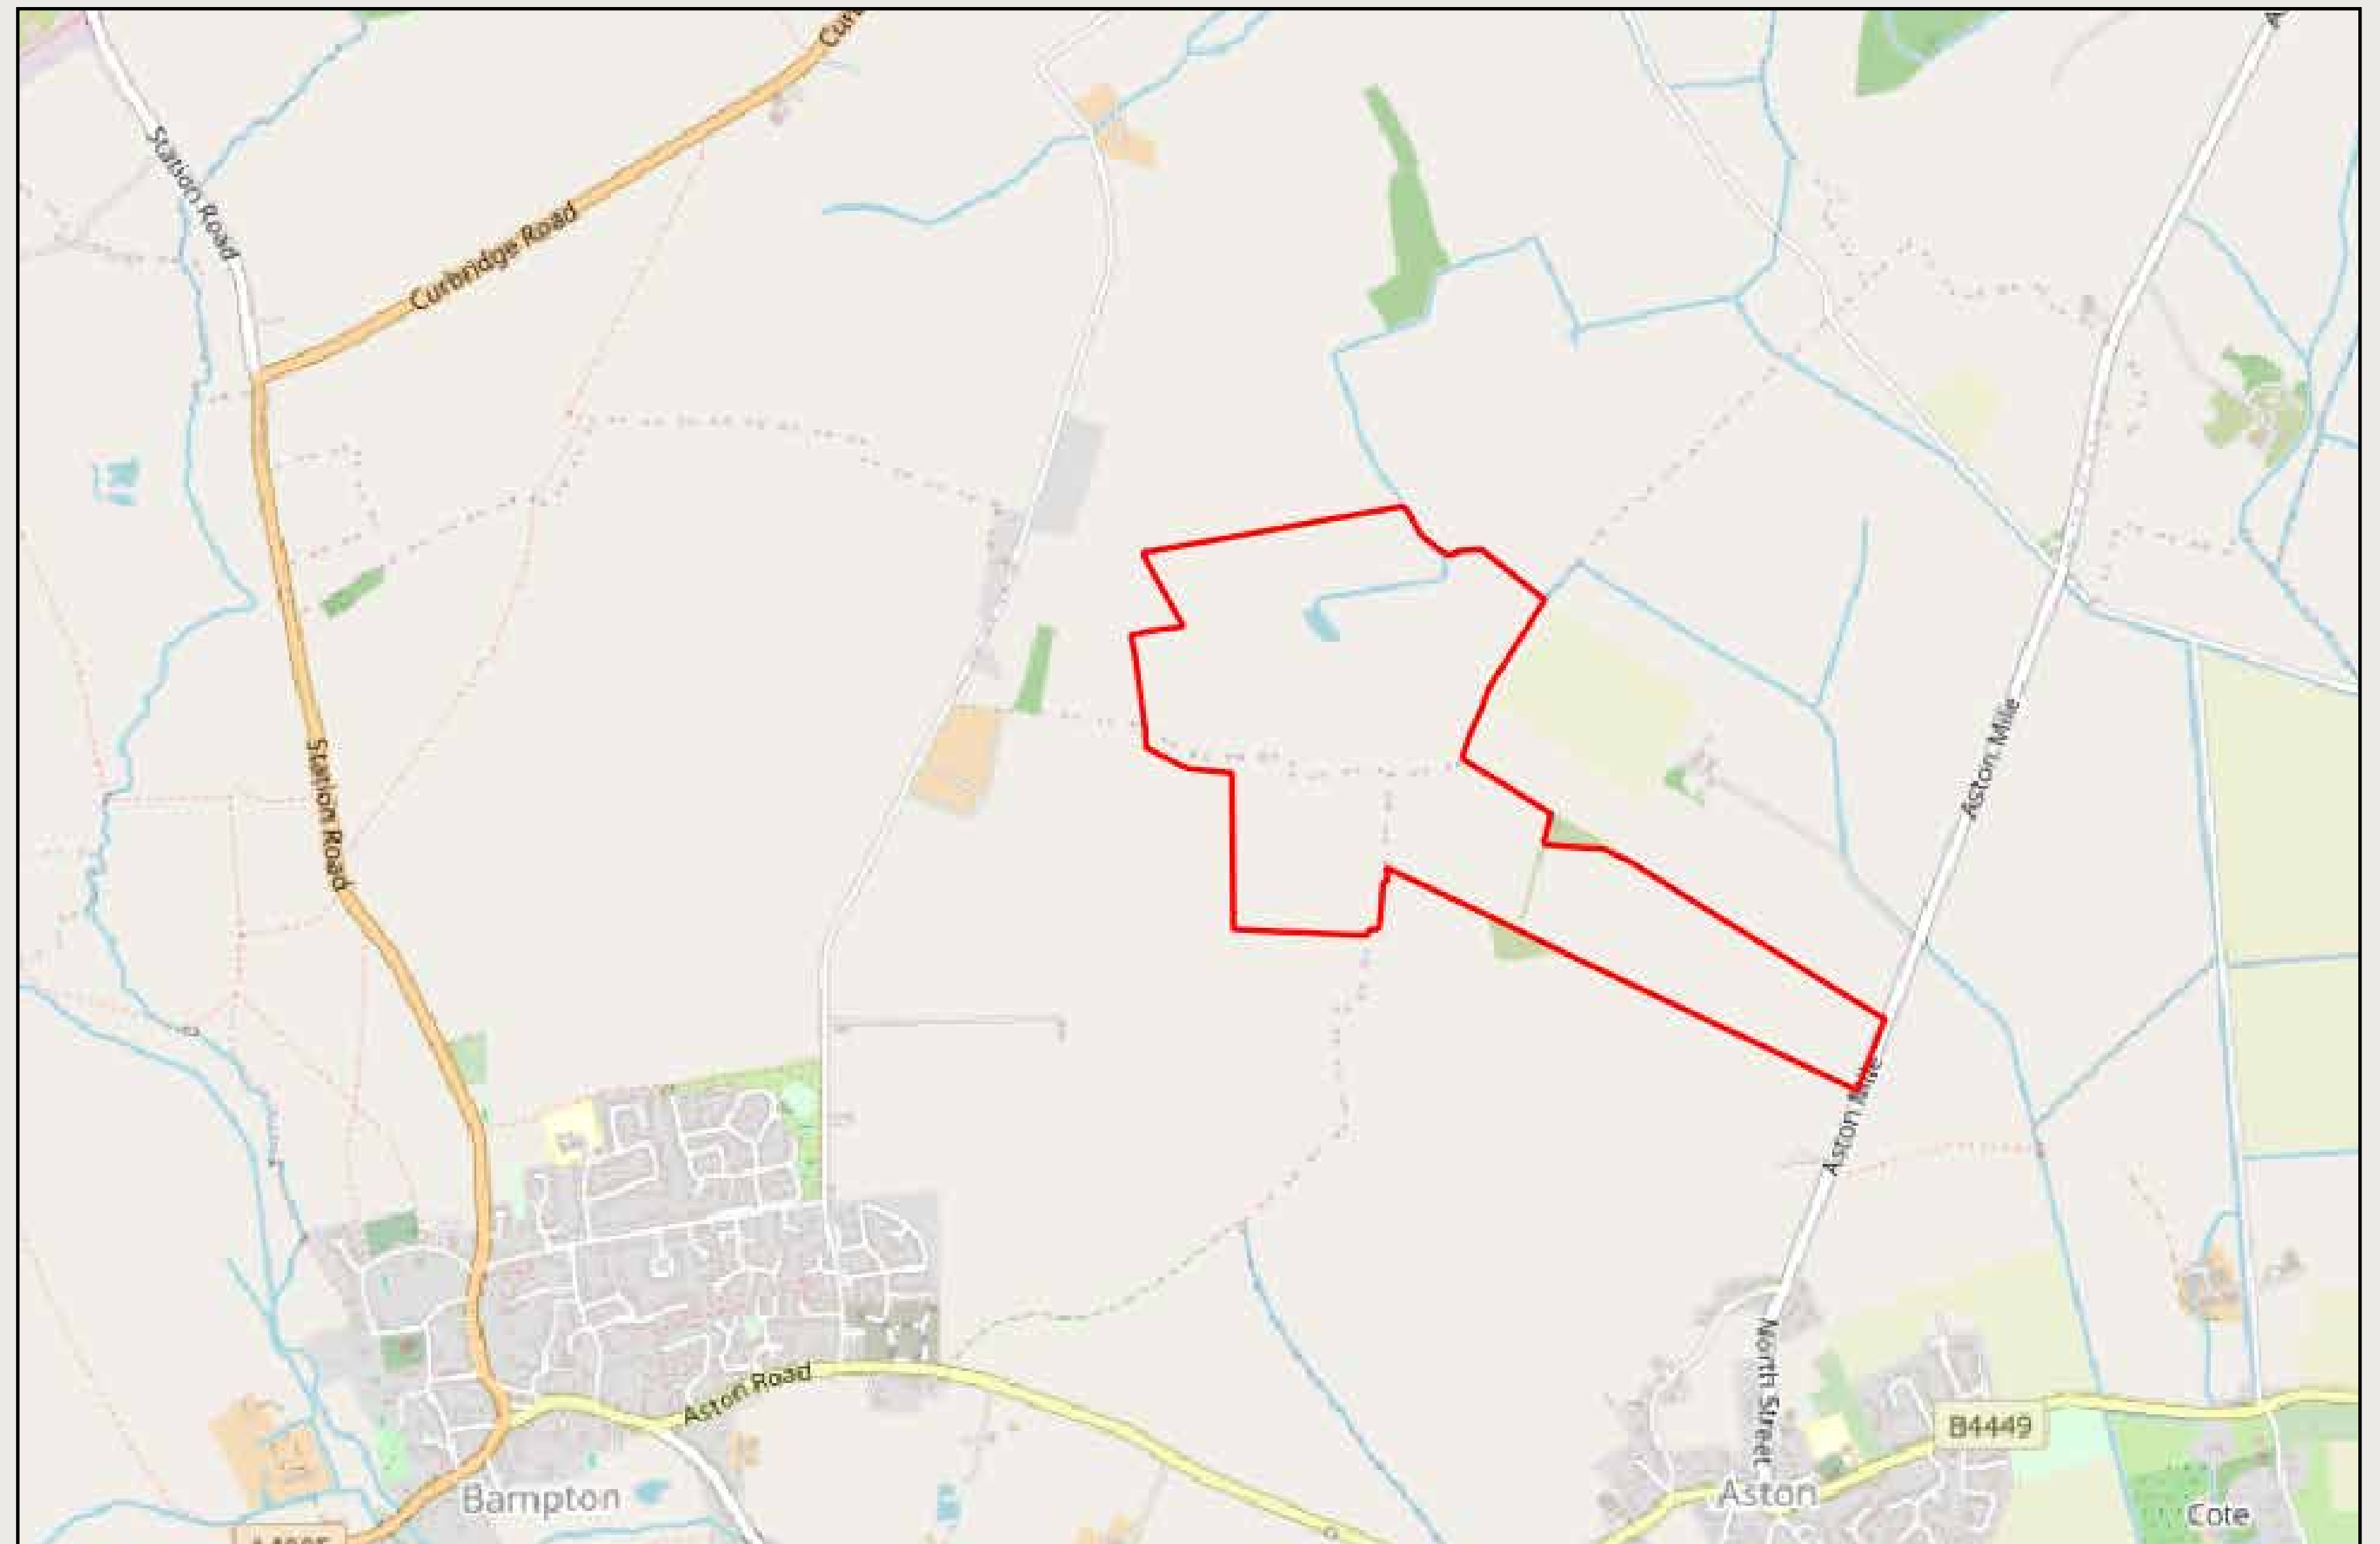 Station Road
Curbridge Road
Station Road
Aston Mile
Aston Mile
North Street
Aston Road
B4449
Bampton
Aston
Cote